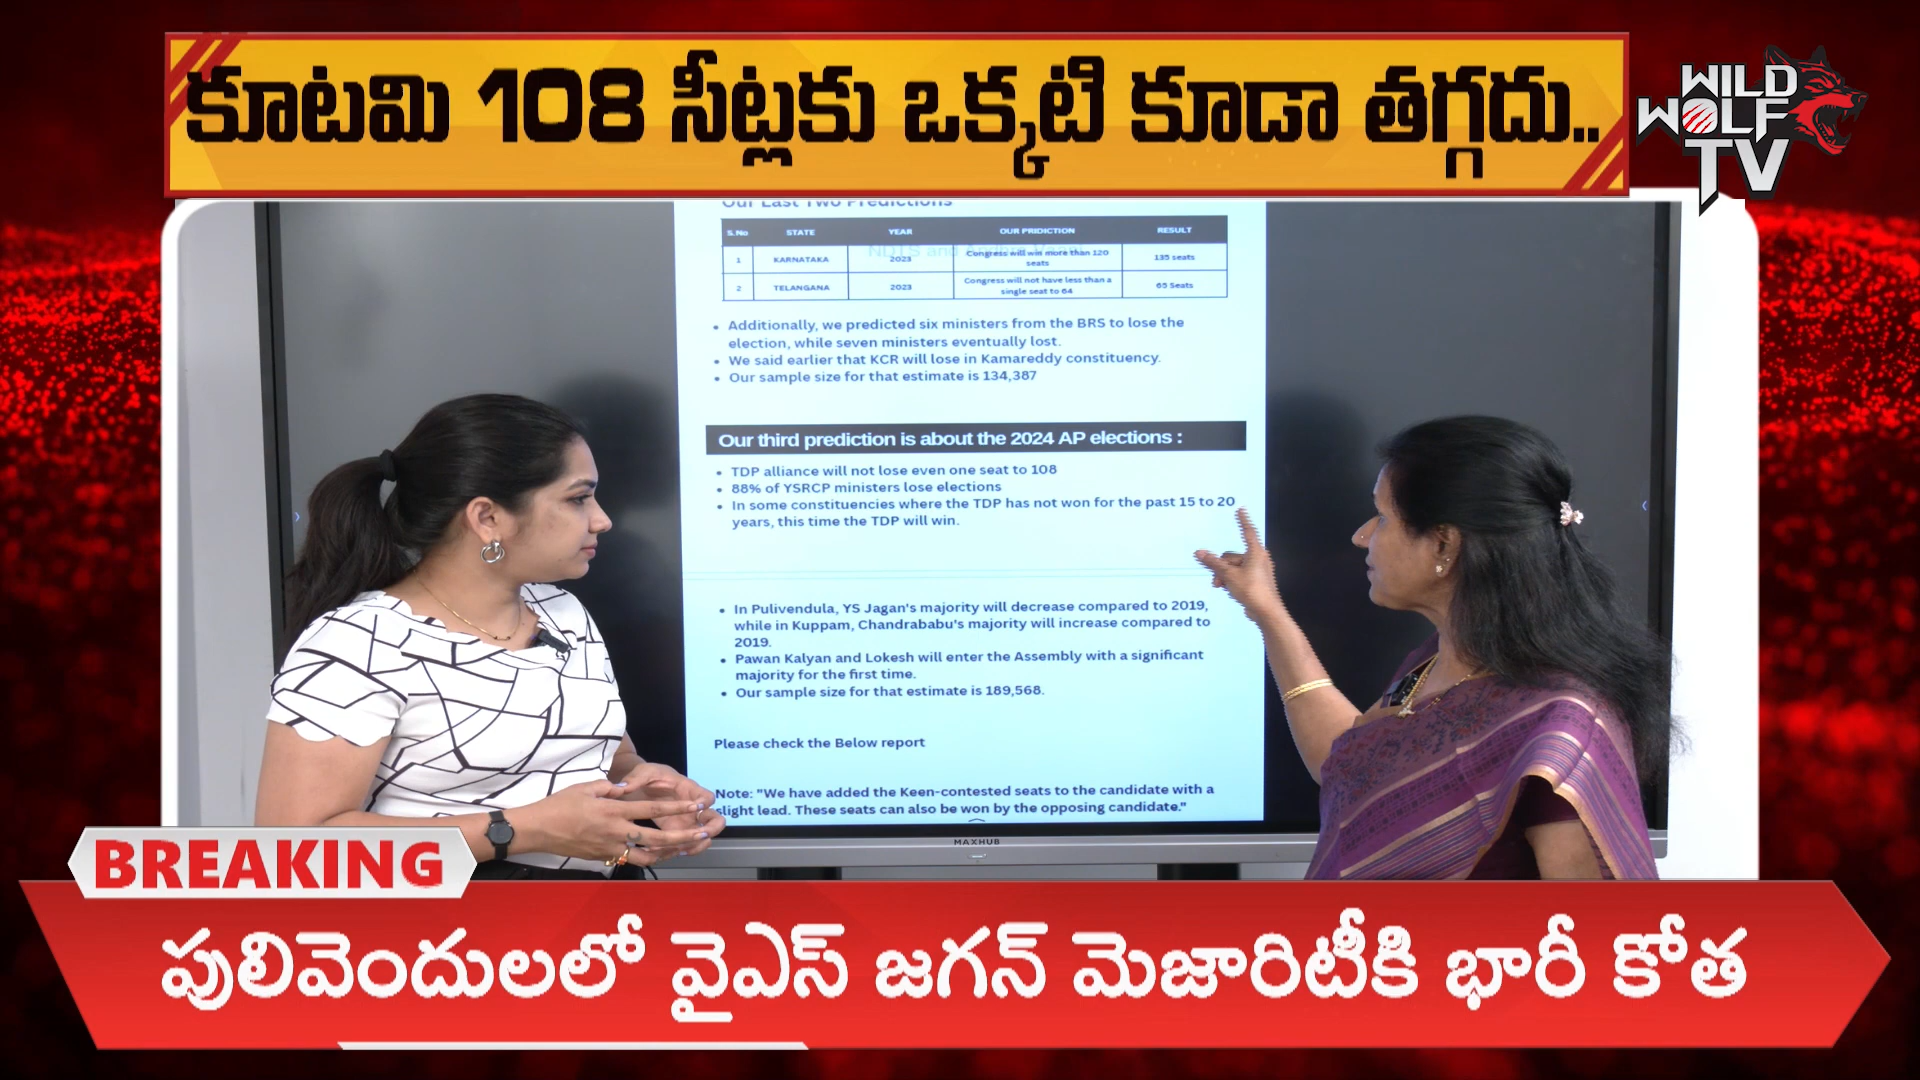 కూటమి 108 సీట్లకు ఒక్కటి కూడా తగ్గదు..
WILD
WOLF
TV
Our Last Two Predictions
S.No STATE YEAR OUR PRIDICTION RESULT
1 KARNATAKA 2023 Congress will win more than 120 seats 135 seats
2 TELANGANA 2023 Congress will not have less than a single seat to 64 65 Seats
• Additionally, we predicted six ministers from the BRS to lose the
election, while seven ministers eventually lost.
• We said earlier that KCR will lose in Kamareddy constituency.
• Our sample size for that estimate is 134,387
Our third prediction is about the 2024 AP elections :
• TDP alliance will not lose even one seat to 108
• 88% of YSRCP ministers lose elections
• In some constituencies where the TDP has not won for the past 15 to 20
years, this time the TDP will win.
• In Pulivendula, YS Jagan's majority will decrease compared to 2019,
while in Kuppam, Chandrababu's majority will increase compared to
2019.
• Pawan Kalyan and Lokesh will enter the Assembly with a significant
majority for the first time.
• Our sample size for that estimate is 189,568.
Please check the Below report
Note: "We have added the Keen-contested seats to the candidate with a
slight lead. These seats can also be won by the opposing candidate."
MAXHUB
BREAKING
పులివెందులలో వైఎస్ జగన్ మెజారిటీకి భారీ కోత